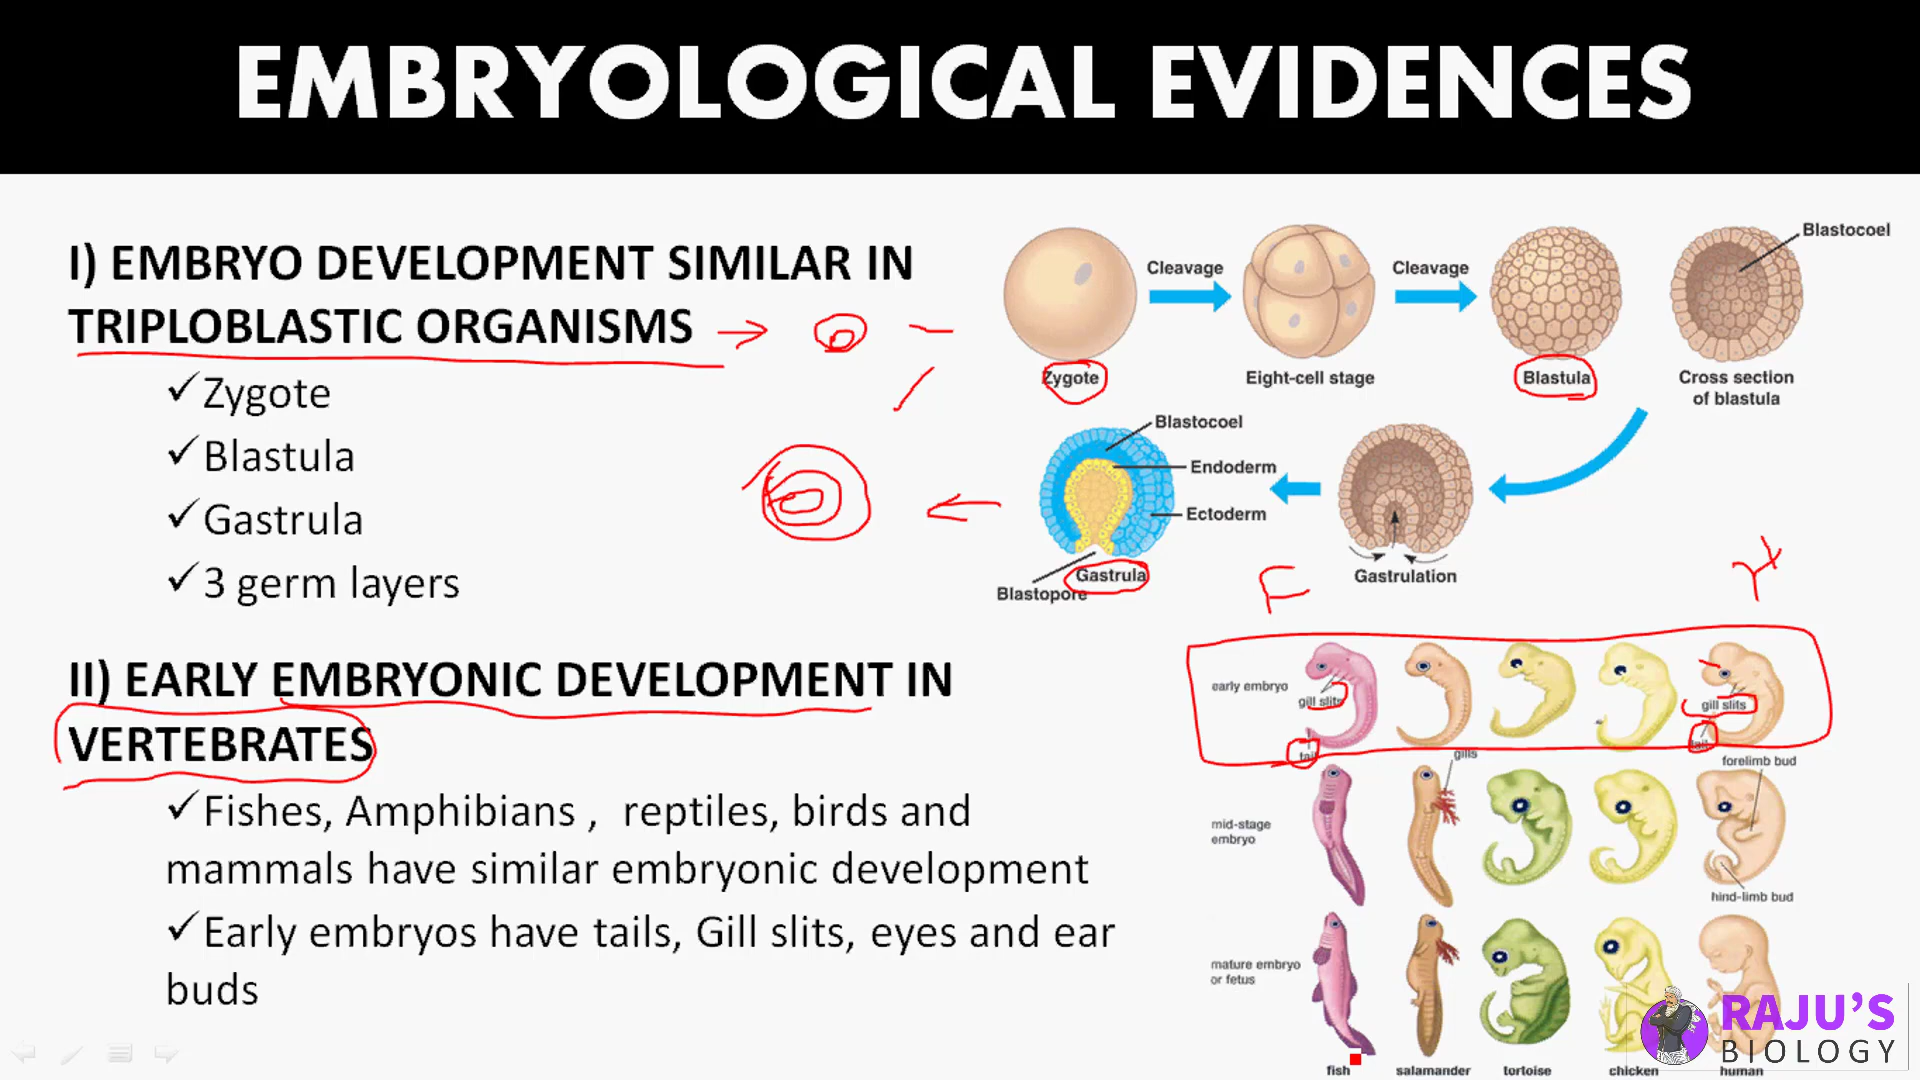 EMBRYOLOGICAL EVIDENCES
I) EMBRYO DEVELOPMENT SIMILAR IN
TRIPLOBLASTIC ORGANISMS
✓Zygote
✓Blastula
✓Gastrula
✓3 germ layers
II) EARLY EMBRYONIC DEVELOPMENT IN
VERTEBRATES
✓Fishes, Amphibians , reptiles, birds and
mammals have similar embryonic development
✓Early embryos have tails, Gill slits, eyes and ear
buds
Blastocoel
Cleavage
Cleavage
Zygote
Eight-cell stage
Blastula
Cross section
of blastula
Blastocoel
Endoderm
Ectoderm
Gastrula
Blastopore
Gastrulation
F
early embryo
gill slits
gill slits
tail
tail
gills
forelimb bud
mid-stage
embryo
hind-limb bud
mature embryo
or fetus
fish
salamander
tortoise
chicken
human
RAJU'S
BIOLOGY